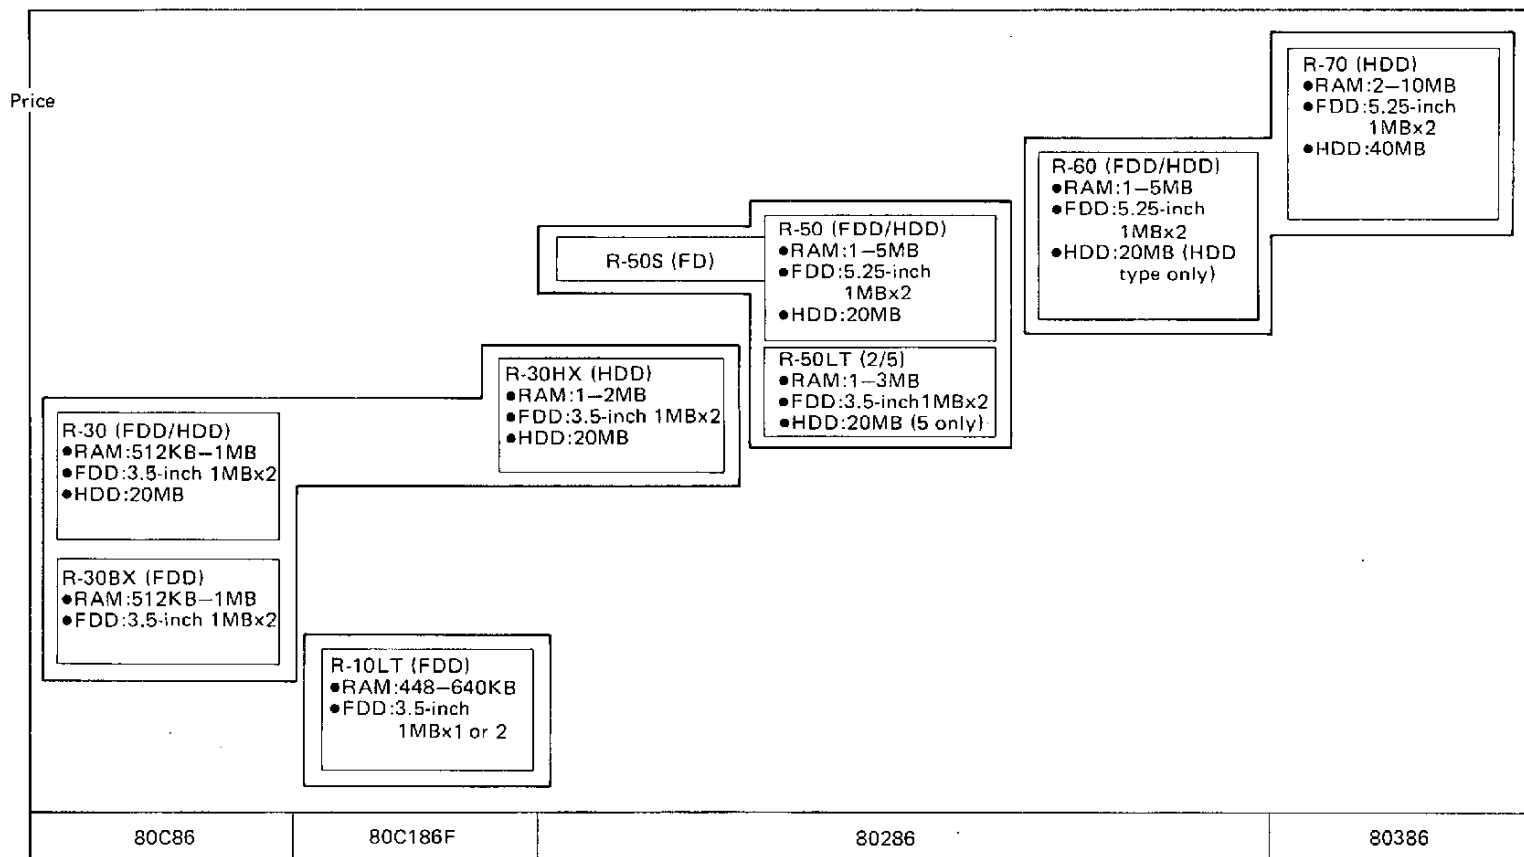 Price
R-70 (HDD)
●RAM:2–10MB
●FDD:5.25-inch
1MBx2
●HDD:40MB
R-60 (FDD/HDD)
●RAM:1–5MB
●FDD:5.25-inch
1MBx2
●HDD:20MB (HDD
type only)
R-50S (FD)
R-50 (FDD/HDD)
●RAM:1–5MB
●FDD:5.25-inch
1MBx2
●HDD:20MB
R-50LT (2/5)
●RAM:1–3MB
●FDD:3.5-inch1MBx2
●HDD:20MB (5 only)
R-30HX (HDD)
●RAM:1–2MB
●FDD:3.5-inch 1MBx2
●HDD:20MB
R-30 (FDD/HDD)
●RAM:512KB–1MB
●FDD:3.5-inch 1MBx2
●HDD:20MB
R-30BX (FDD)
●RAM:512KB–1MB
●FDD:3.5-inch 1MBx2
R-10LT (FDD)
●RAM:448–640KB
●FDD:3.5-inch
1MBx1 or 2
80C86
80C186F
80286
80386